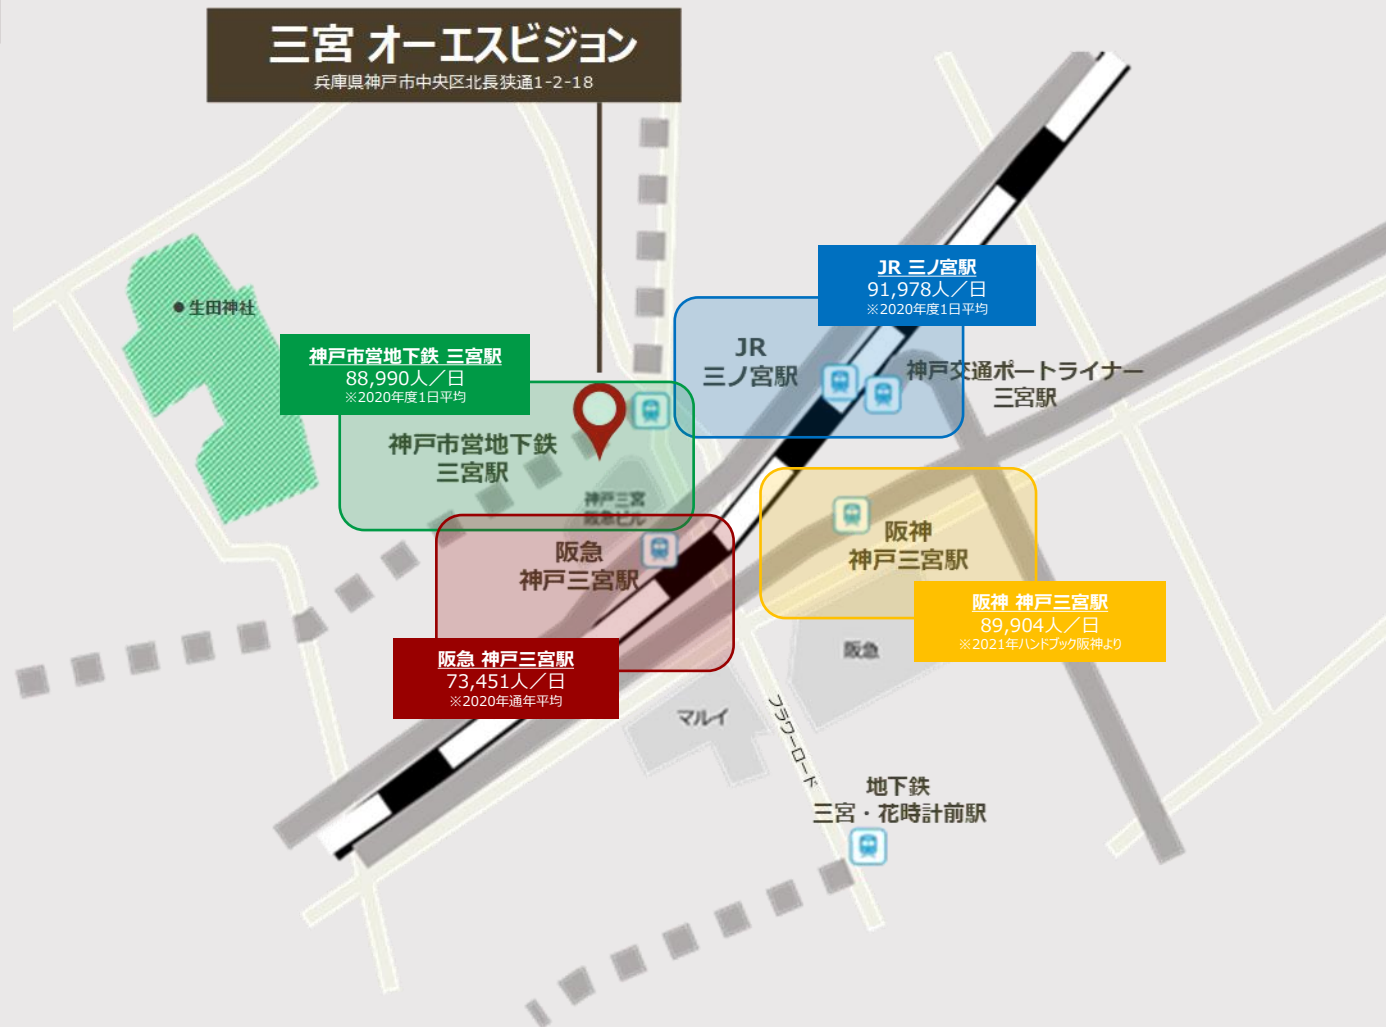 三宮 オーエスビジョン
兵庫県神戸市中央区北長狭通1-2-18
生田神社
JR 三ノ宮駅
91,978人／日
※2020年度1日平均
神戸市営地下鉄 三宮駅
88,990人／日
※2020年度1日平均
JR
三ノ宮駅
神戸交通ポートライナー
三宮駅
神戸市営地下鉄
三宮駅
神戸三宮
阪急ビル
阪急
神戸三宮駅
阪神
神戸三宮駅
阪神 神戸三宮駅
89,904人／日
※2021年ハンドブック阪神より
阪急 神戸三宮駅
73,451人／日
※2020年通年平均
阪急
マルイ
フラワーロード
地下鉄
三宮・花時計前駅